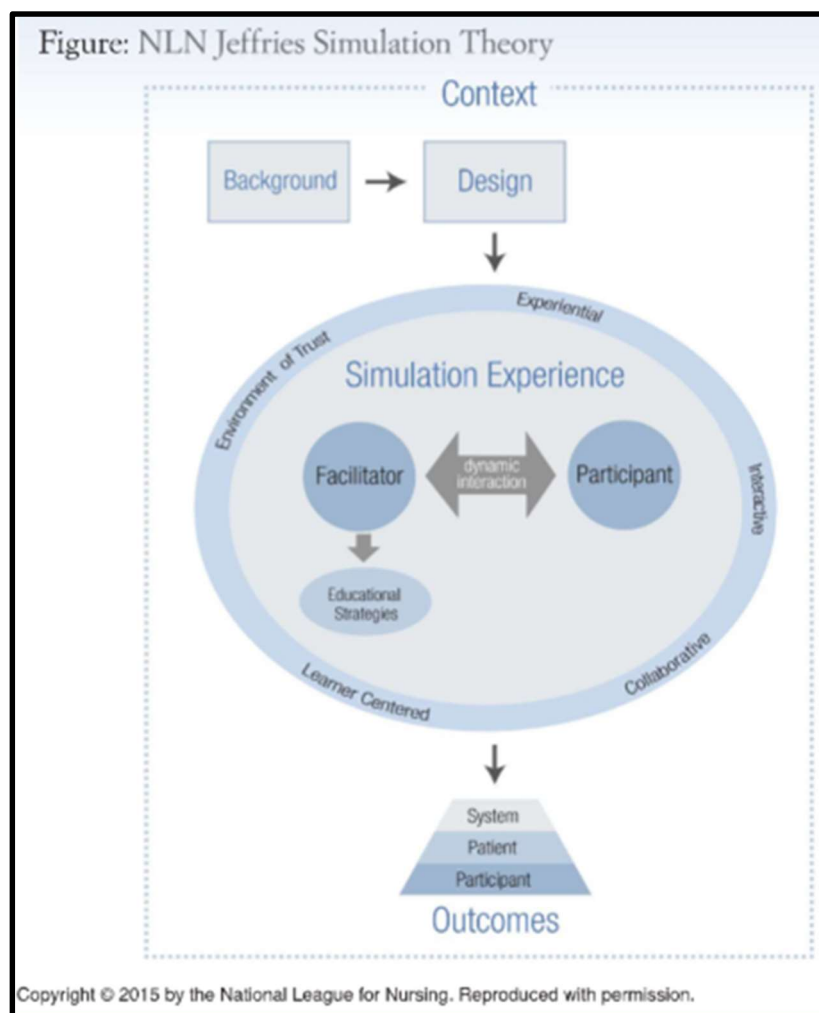 Figure: NLN Jeffries Simulation Theory
Context
Background
Design
Experiential
Environment of Trust
Simulation Experience
Facilitator
dynamic
interaction
Participant
Interactive
Educational
Strategies
Collaborative
Learner Centered
System
Patient
Participant
Outcomes
Copyright © 2015 by the National League for Nursing. Reproduced with permission.